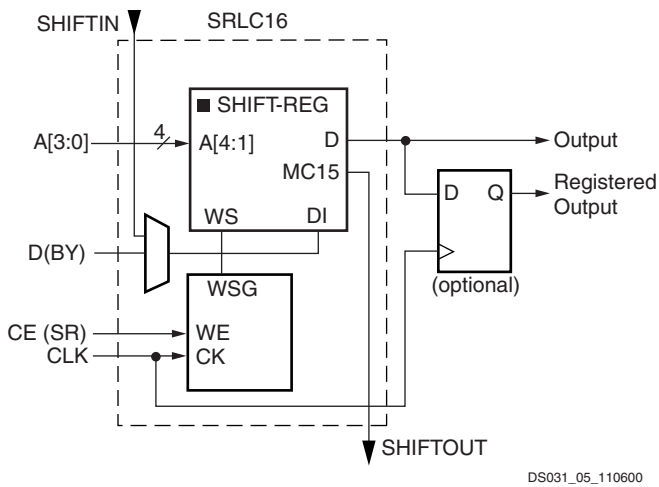 SHIFTIN
SRLC16
■ SHIFT-REG
A[3:0]
4
A[4:1]
D
Output
MC15
D
Q
Registered
Output
WS
DI
D(BY)
(optional)
WSG
CE (SR)
WE
CLK
CK
SHIFTOUT
DS031_05_110600